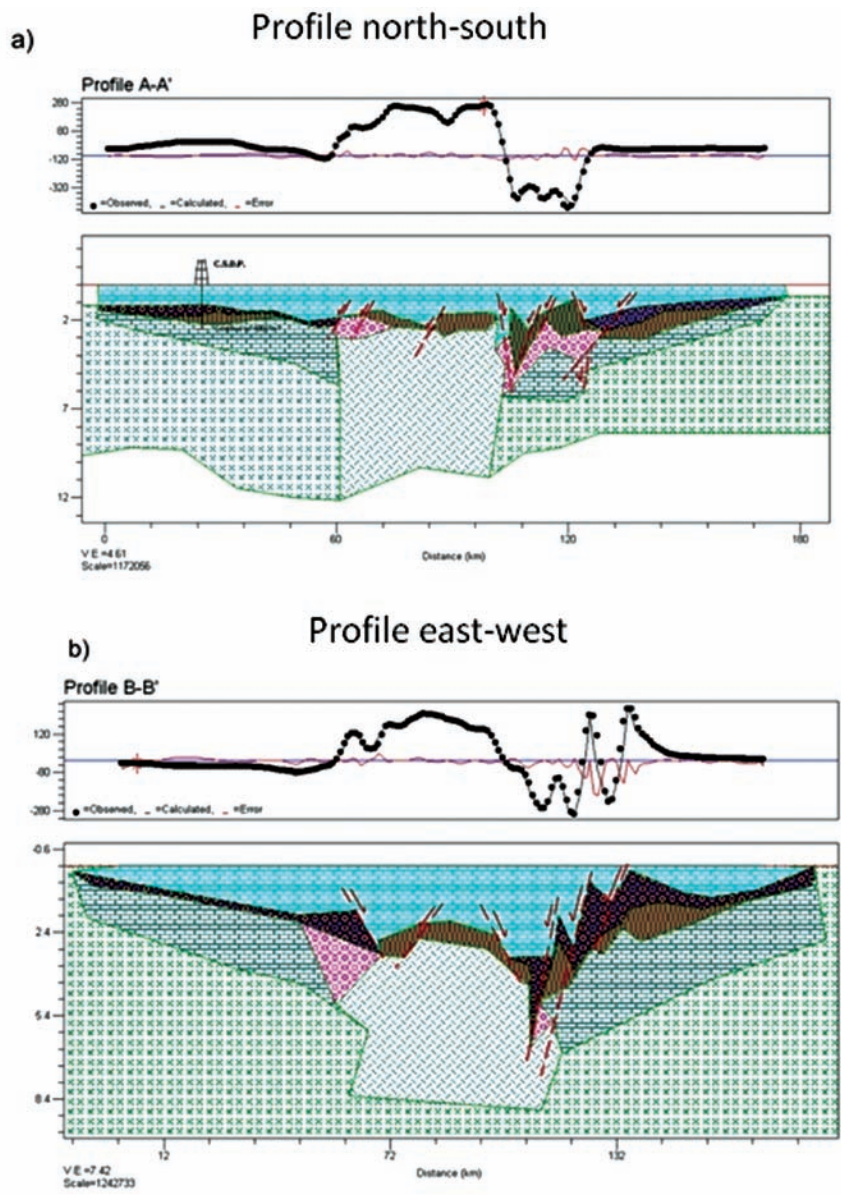 Profile north-south
a)
Profile A-A'
280
80
-120
-320
=Observed, =Calculated, =Error
C.S.D.P.
2
7
12
0 60 120 180
Distance (km)
V.E.=4.61
Scale=1172056
Profile east-west
b)
Profile B-B'
120
-80
-280
=Observed, =Calculated, =Error
-0.6
2.4
5.4
8.4
12 72 132
Distance (km)
V.E.=7.42
Scale=1242733